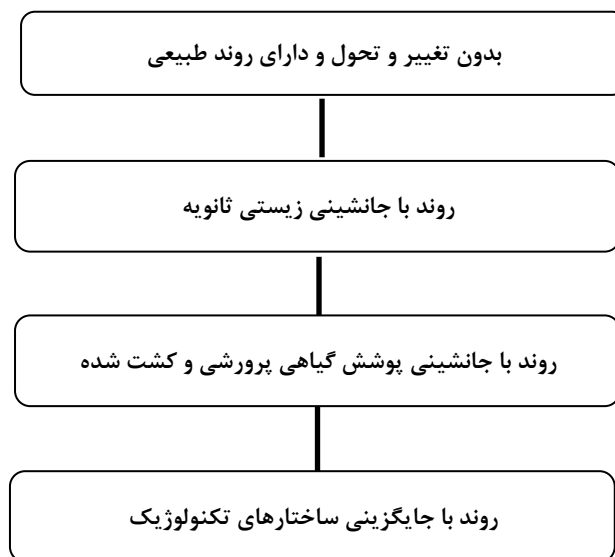 بدون تغییر و تحول و دارای روند طبیعی
روند با جانشینی زیستی ثانویه
روند با جانشینی پوشش گیاهی پرورشی و کشت شده
روند با جایگزینی ساختارهای تکنولوژیک